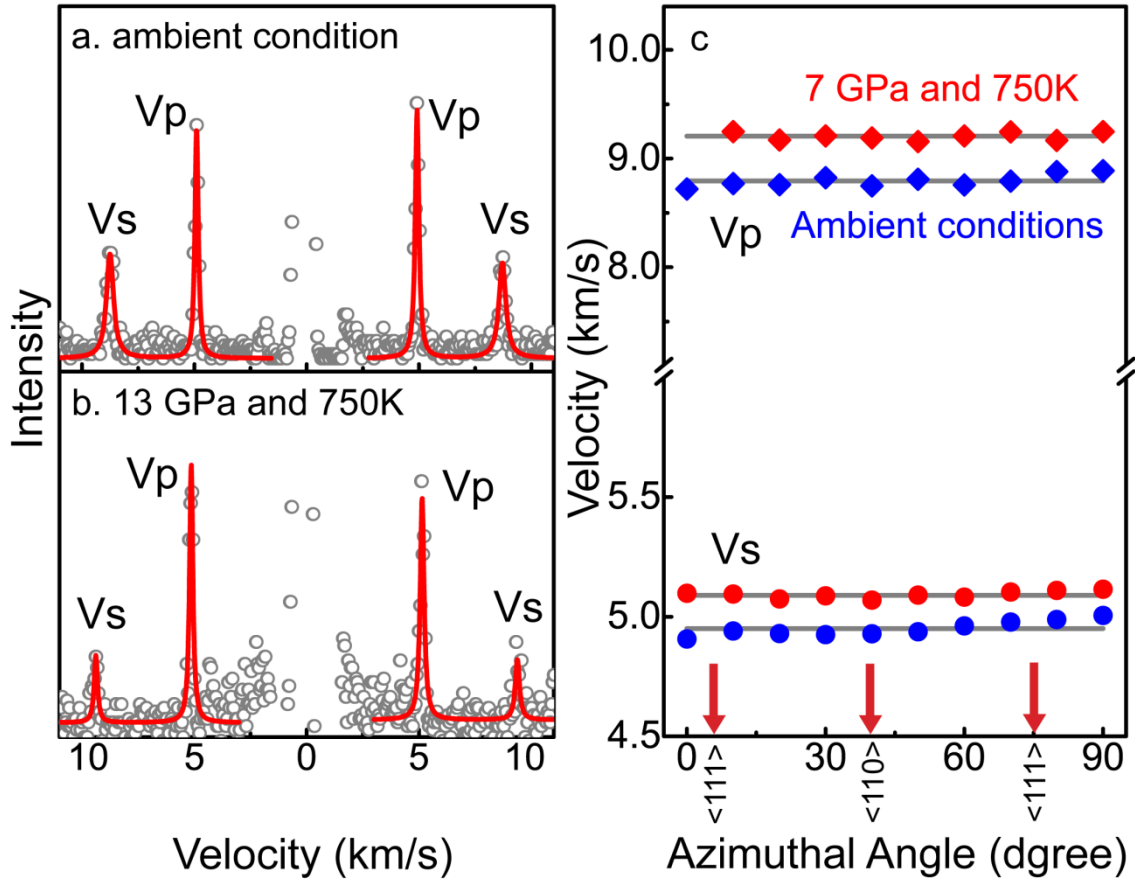 a. ambient condition
Vp
Vp
Vs
Vs
Intensity
b. 13 GPa and 750K
Vp
Vp
Vs
Vs
10 5 0 5 10
Velocity (km/s)
c
10.0
7 GPa and 750K
9.0
Vp
Ambient conditions
8.0
Velocity (km/s)
5.5
Vs
5.0
4.5
0 30 60 90
<111> <110> <111>
Azimuthal Angle (dgree)